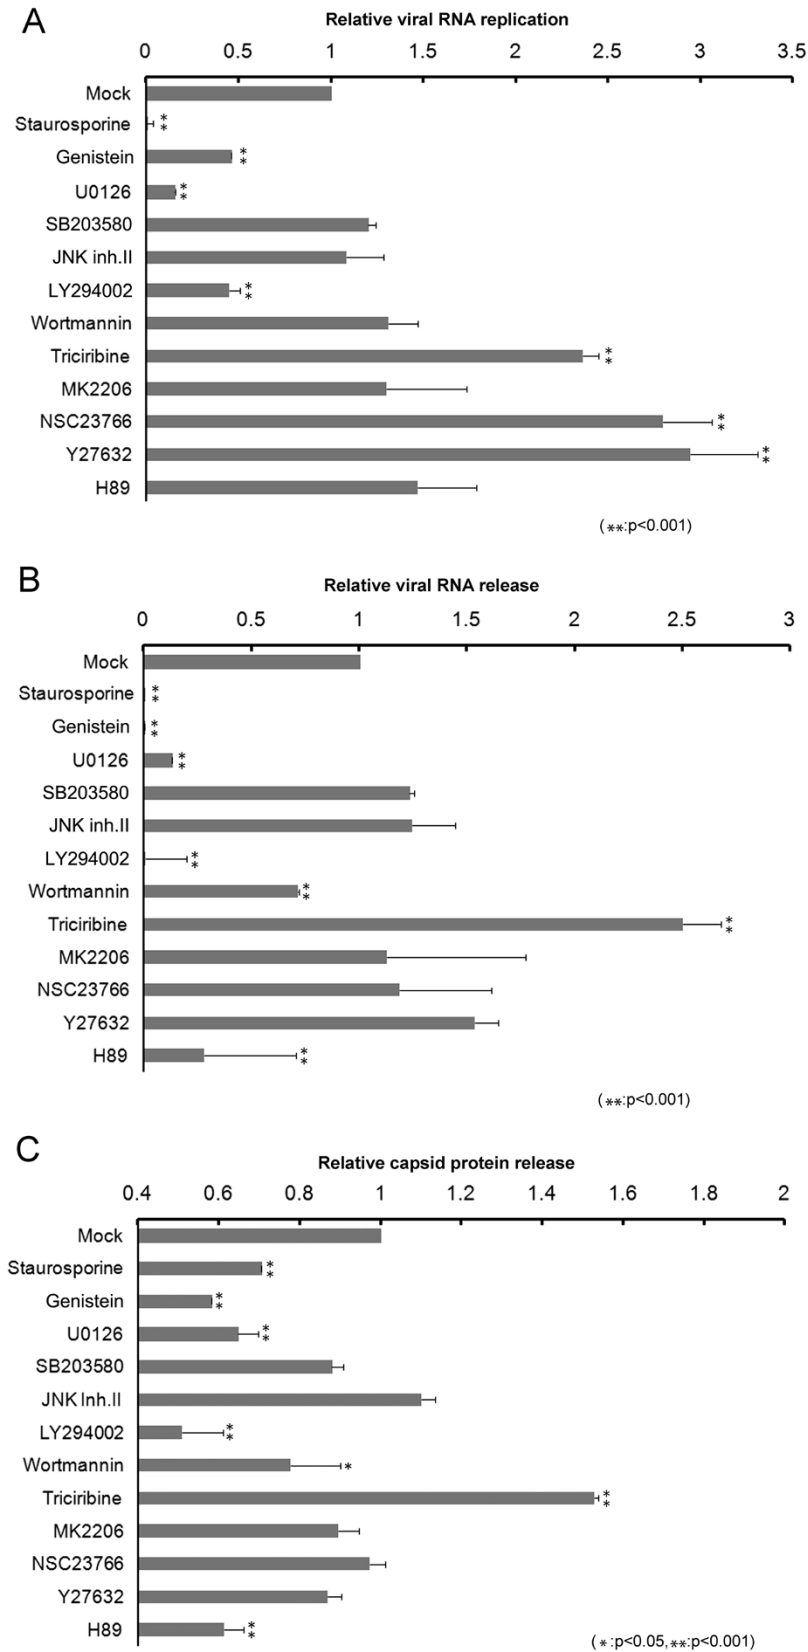 A
Relative viral RNA replication
0 0.5 1 1.5 2 2.5 3 3.5
Mock
Staurosporine **
Genistein **
U0126 **
SB203580
JNK inh.II
LY294002 **
Wortmannin
Triciribine **
MK2206
NSC23766 **
Y27632 **
H89
(**:p<0.001)
B
Relative viral RNA release
0 0.5 1 1.5 2 2.5 3
Mock
Staurosporine **
Genistein **
U0126 **
SB203580
JNK inh.II
LY294002 **
Wortmannin **
Triciribine **
MK2206
NSC23766
Y27632
H89 **
(**:p<0.001)
C
Relative capsid protein release
0.4 0.6 0.8 1 1.2 1.4 1.6 1.8 2
Mock
Staurosporine **
Genistein **
U0126 **
SB203580
JNK Inh.II
LY294002 **
Wortmannin *
Triciribine **
MK2206
NSC23766
Y27632
H89 **
(*:p<0.05,**:p<0.001)